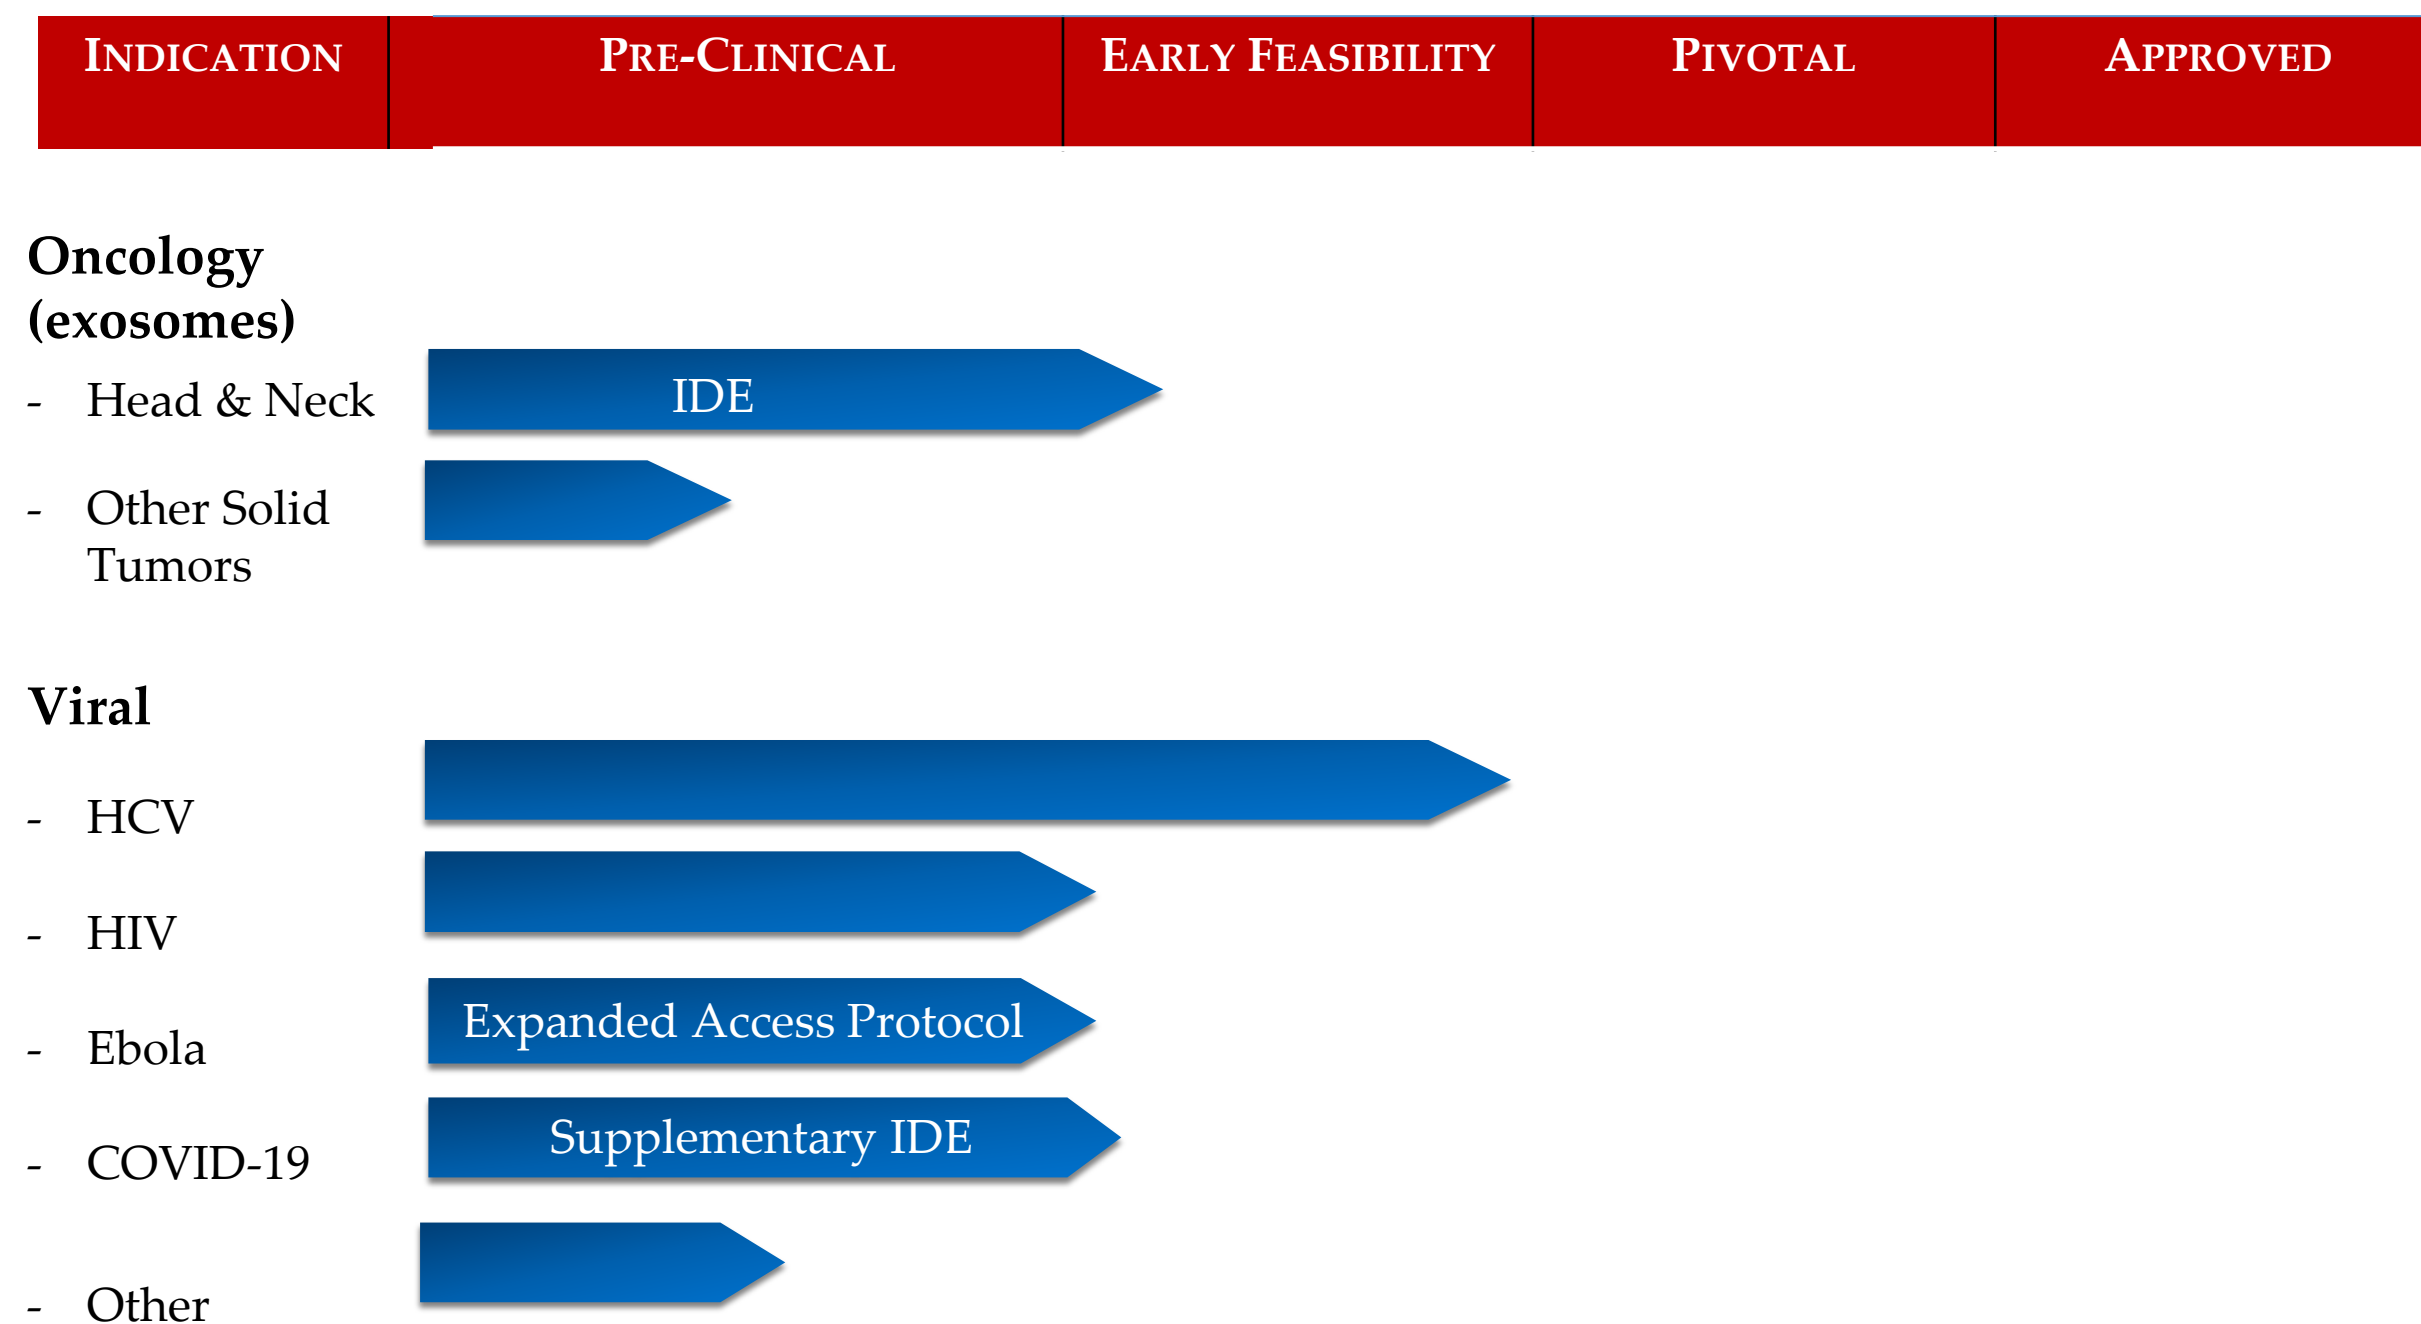 INDICATION PRE-CLINICAL EARLY FEASIBILITY PIVOTAL APPROVED
Oncology
(exosomes)
- Head & Neck IDE
- Other Solid
Tumors
Viral
- HCV
- HIV
- Ebola Expanded Access Protocol
- COVID-19 Supplementary IDE
- Other